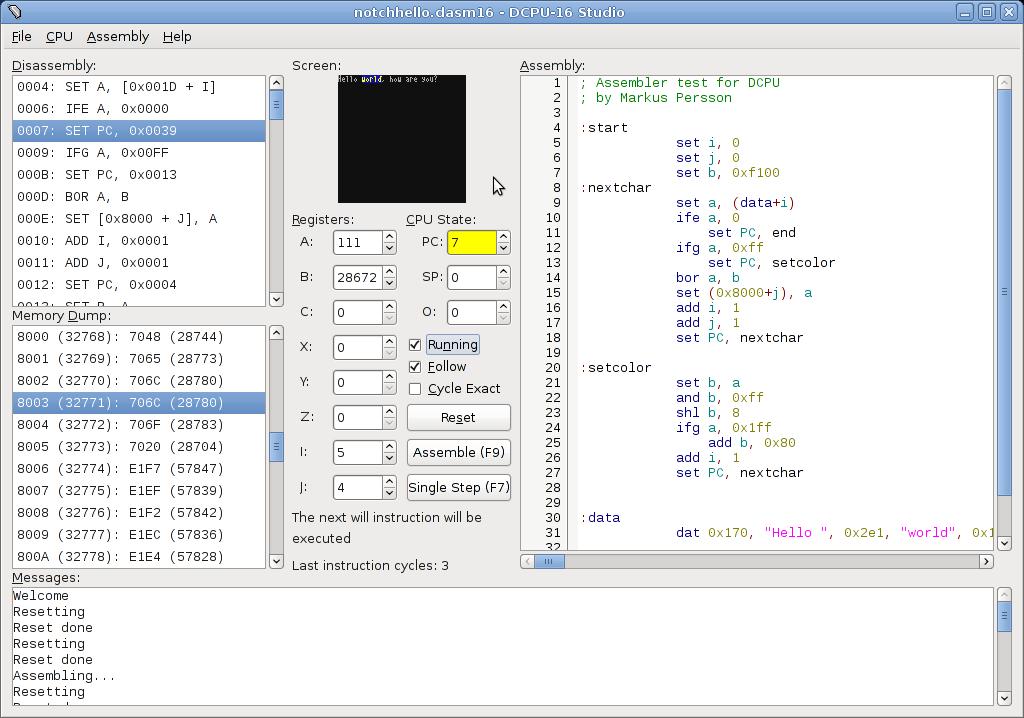 notchhello.dasm16 - DCPU-16 Studio
File CPU Assembly Help
Disassembly:
0004: SET A, [0x001D + I]
0006: IFE A, 0x0000
0007: SET PC, 0x0039
0009: IFG A, 0x00FF
000B: SET PC, 0x0013
000D: BOR A, B
000E: SET [0x8000 + J], A
0010: ADD I, 0x0001
0011: ADD J, 0x0001
0012: SET PC, 0x0004
0013: SET B, A
Memory Dump:
8000 (32768): 7048 (28744)
8001 (32769): 7065 (28773)
8002 (32770): 706C (28780)
8003 (32771): 706C (28780)
8004 (32772): 706F (28783)
8005 (32773): 7020 (28704)
8006 (32774): E1F7 (57847)
8007 (32775): E1EF (57839)
8008 (32776): E1F2 (57842)
8009 (32777): E1EC (57836)
800A (32778): E1E4 (57828)
Screen:
Hello world, how are you?
Registers:
A: 111
B: 28672
C: 0
X: 0
Y: 0
Z: 0
I: 5
J: 4
CPU State:
PC: 7
SP: 0
O: 0
Running
Follow
Cycle Exact
Reset
Assemble (F9)
Single Step (F7)
The next will instruction will be
executed
Last instruction cycles: 3
Assembly:
1 ; Assembler test for DCPU
2 ; by Markus Persson
3
4 :start
5 set i, 0
6 set j, 0
7 set b, 0xf100
8 :nextchar
9 set a, (data+i)
10 ife a, 0
11 set PC, end
12 ifg a, 0xff
13 set PC, setcolor
14 bor a, b
15 set (0x8000+j), a
16 add i, 1
17 add j, 1
18 set PC, nextchar
19
20 :setcolor
21 set b, a
22 and b, 0xff
23 shl b, 8
24 ifg a, 0x1ff
25 add b, 0x80
26 add i, 1
27 set PC, nextchar
28
29
30 :data
31 dat 0x170, "Hello ", 0x2e1, "world", 0x1
32
Messages:
Welcome
Resetting
Reset done
Resetting
Reset done
Assembling...
Resetting